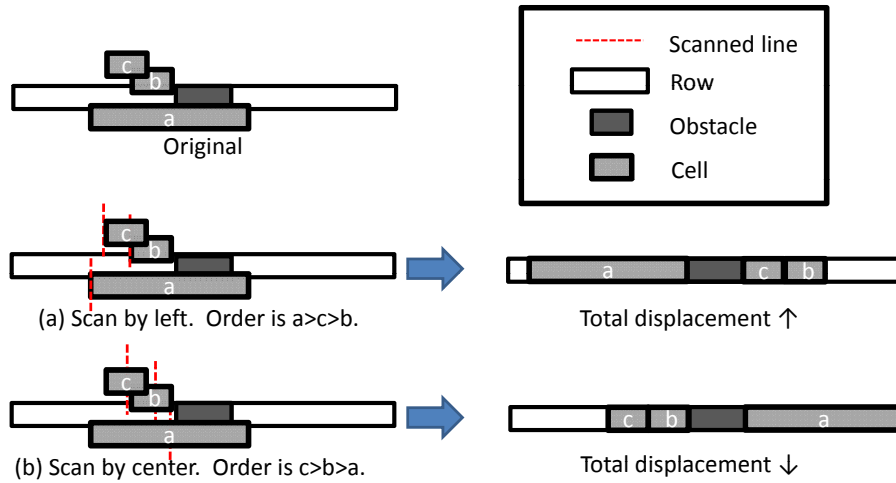 c
b
a
Original
Scanned line
Row
Obstacle
Cell
c
b
a
(a) Scan by left. Order is a>c>b.
a
c
b
Total displacement ↑
c
b
a
(b) Scan by center. Order is c>b>a.
c
b
a
Total displacement ↓